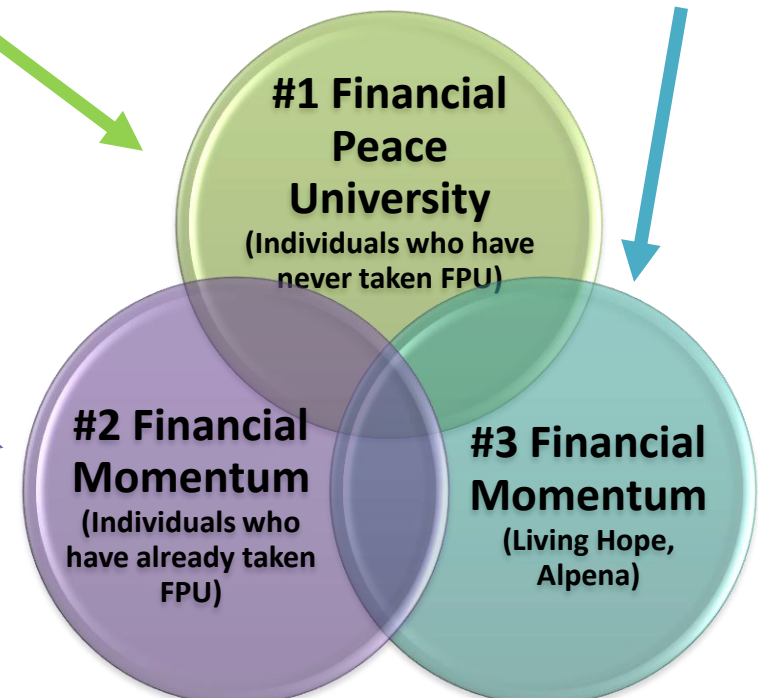 #1 Financial
Peace
University
(Individuals who have
never taken FPU)
#2 Financial
Momentum
(Individuals who
have already taken
FPU)
#3 Financial
Momentum
(Living Hope,
Alpena)